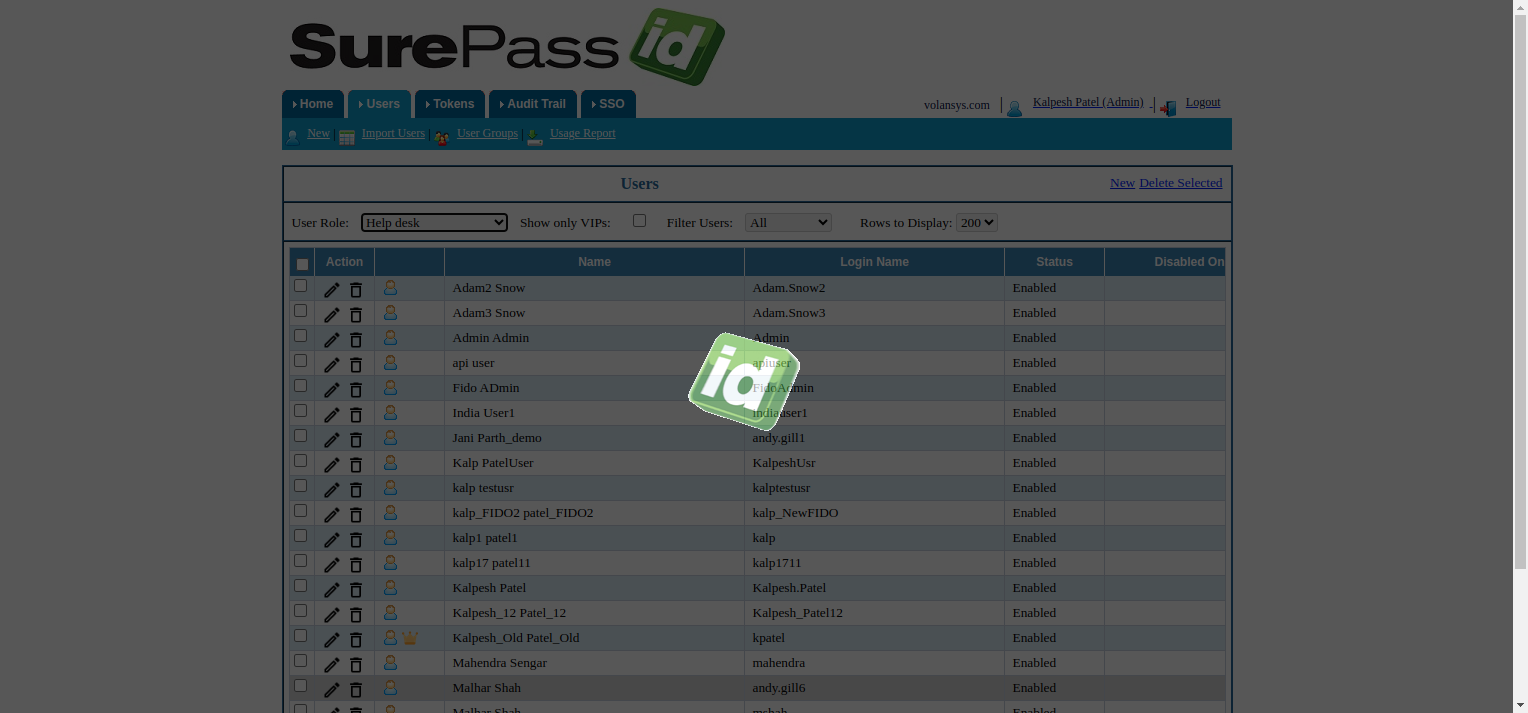 SurePass id
Home Users Tokens Audit Trail SSO
volansys.com | Kalpesh Patel (Admin) - | Logout
New | Import Users | User Groups | Usage Report
Users New Delete Selected
User Role: Help desk Show only VIPs: Filter Users: All Rows to Display: 200
Action Name Login Name Status Disabled On
Adam2 Snow Adam.Snow2 Enabled
Adam3 Snow Adam.Snow3 Enabled
Admin Admin Admin Enabled
api user apiuser Enabled
id
Fido ADmin FidoAdmin Enabled
India User1 indiauser1 Enabled
Jani Parth_demo andy.gill1 Enabled
Kalp PatelUser KalpeshUsr Enabled
kalp testusr kalptestusr Enabled
kalp_FIDO2 patel_FIDO2 kalp_NewFIDO Enabled
kalp1 patel1 kalp Enabled
kalp17 patel11 kalp1711 Enabled
Kalpesh Patel Kalpesh.Patel Enabled
Kalpesh_12 Patel_12 Kalpesh_Patel12 Enabled
Kalpesh_Old Patel_Old kpatel Enabled
Mahendra Sengar mahendra Enabled
Malhar Shah andy.gill6 Enabled
Malhar Shah mshah Enabled